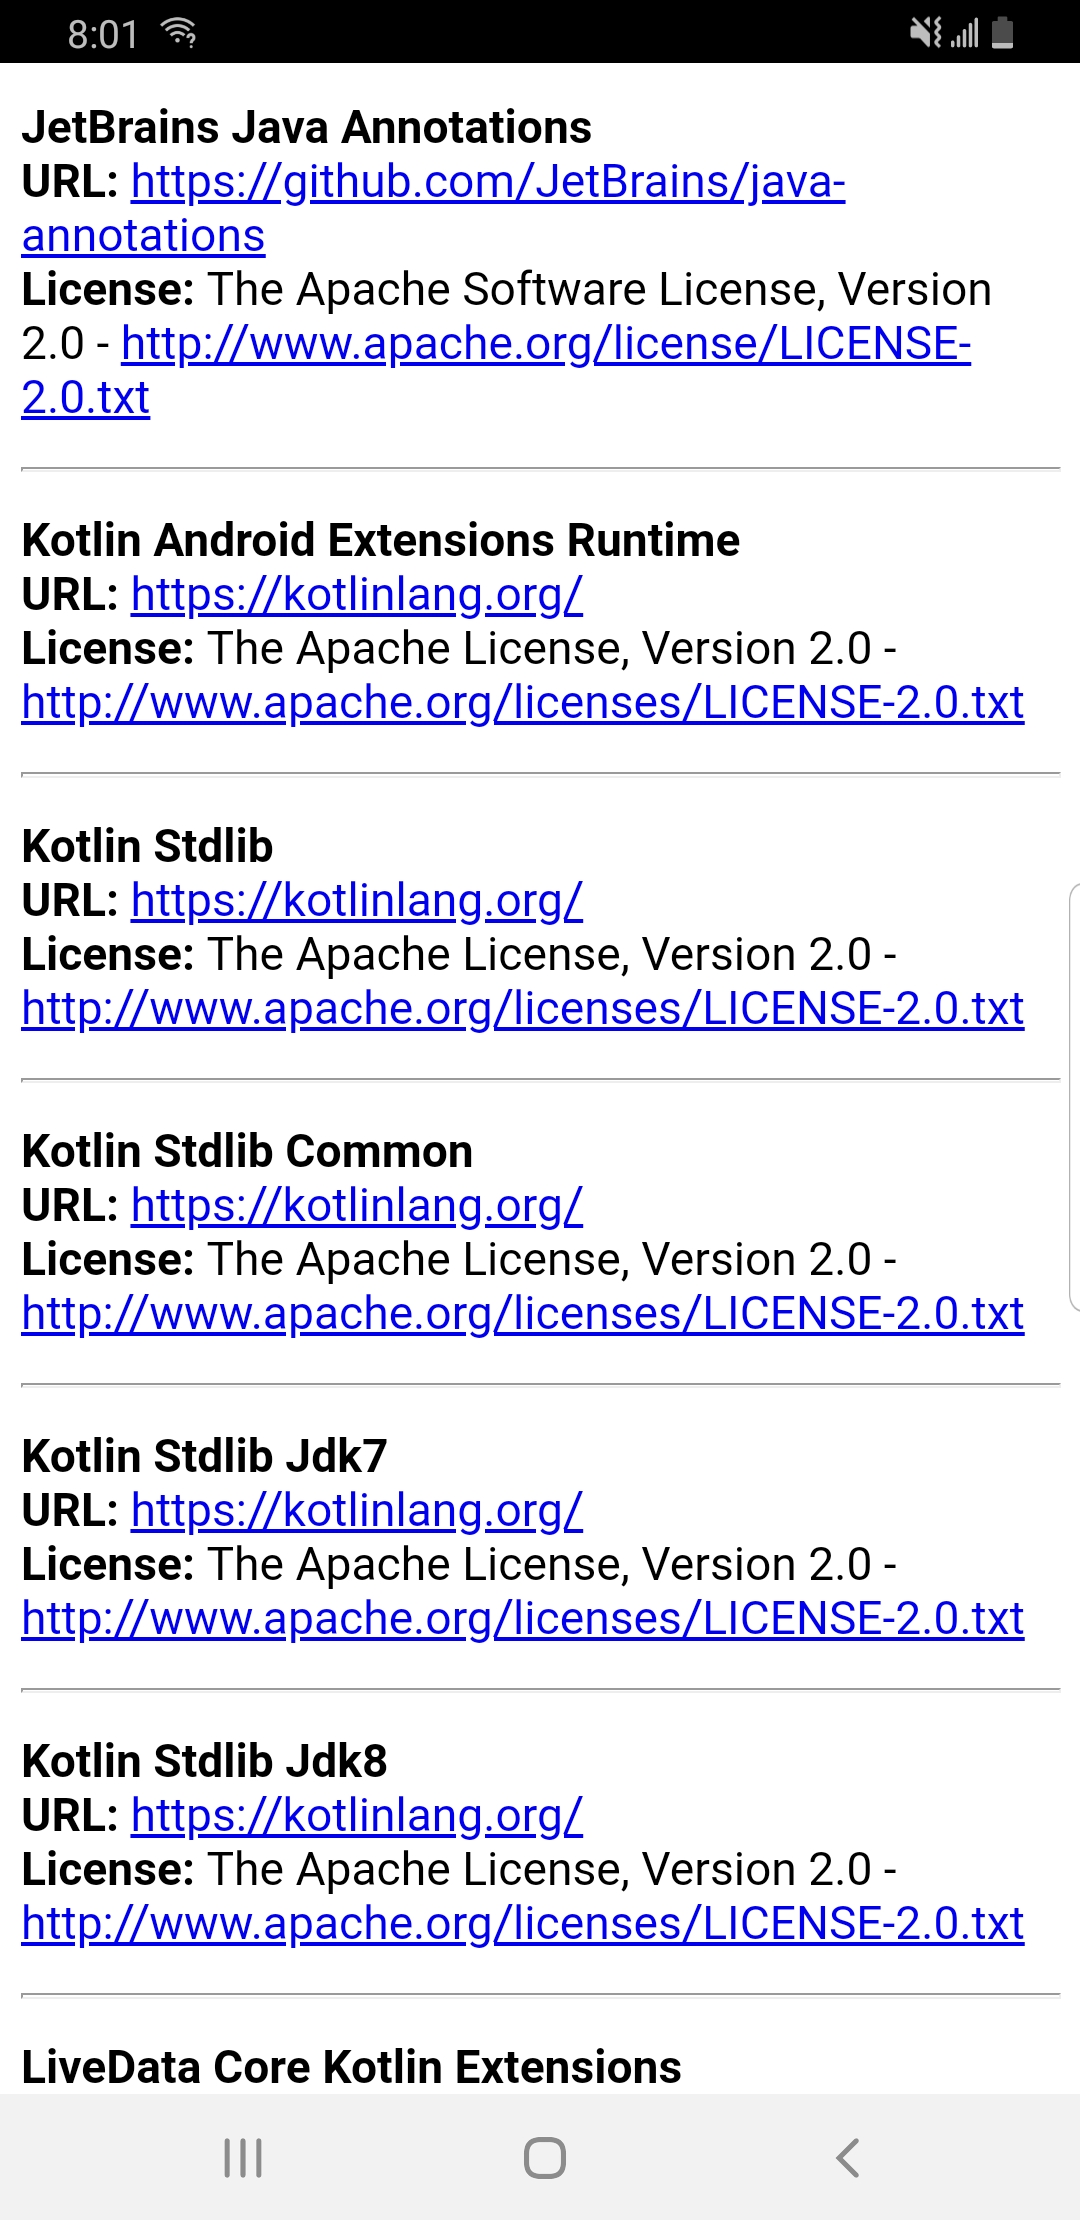 8:01
JetBrains Java Annotations
URL: https://github.com/JetBrains/java-
annotations
License: The Apache Software License, Version
2.0 - http://www.apache.org/license/LICENSE-
2.0.txt
Kotlin Android Extensions Runtime
URL: https://kotlinlang.org/
License: The Apache License, Version 2.0 -
http://www.apache.org/licenses/LICENSE-2.0.txt
Kotlin Stdlib
URL: https://kotlinlang.org/
License: The Apache License, Version 2.0 -
http://www.apache.org/licenses/LICENSE-2.0.txt
Kotlin Stdlib Common
URL: https://kotlinlang.org/
License: The Apache License, Version 2.0 -
http://www.apache.org/licenses/LICENSE-2.0.txt
Kotlin Stdlib Jdk7
URL: https://kotlinlang.org/
License: The Apache License, Version 2.0 -
http://www.apache.org/licenses/LICENSE-2.0.txt
Kotlin Stdlib Jdk8
URL: https://kotlinlang.org/
License: The Apache License, Version 2.0 -
http://www.apache.org/licenses/LICENSE-2.0.txt
LiveData Core Kotlin Extensions